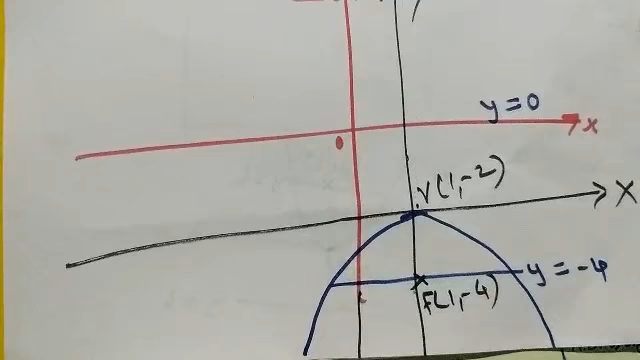 y = 0
x
0
V(1,-2)
X
y = -4
F(1,-4)